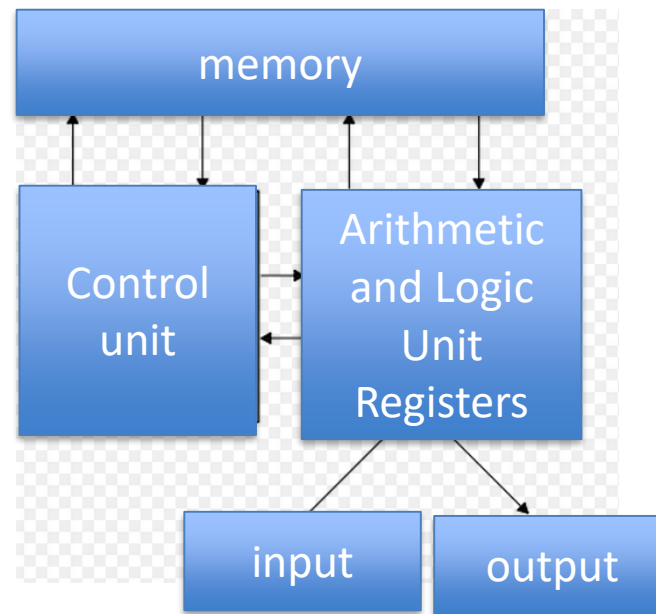 memory
Control
unit
Arithmetic
and Logic
Unit
Registers
input
output